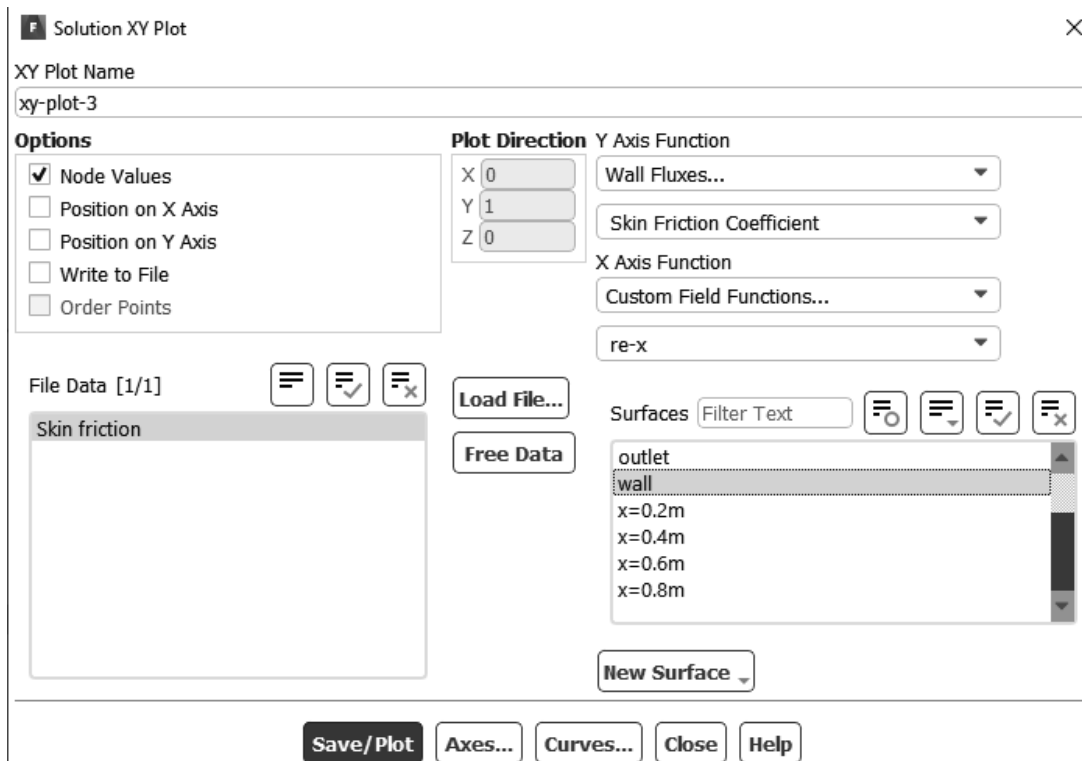 F Solution XY Plot
XY Plot Name
xy-plot-3
Options
Node Values
Position on X Axis
Position on Y Axis
Write to File
Order Points
Plot Direction
X 0
Y 1
Z 0
Y Axis Function
Wall Fluxes...
Skin Friction Coefficient
X Axis Function
Custom Field Functions...
re-x
File Data [1/1]
Skin friction
Load File...
Free Data
Surfaces Filter Text
outlet
wall
x=0.2m
x=0.4m
x=0.6m
x=0.8m
New Surface
Save/Plot Axes... Curves... Close Help